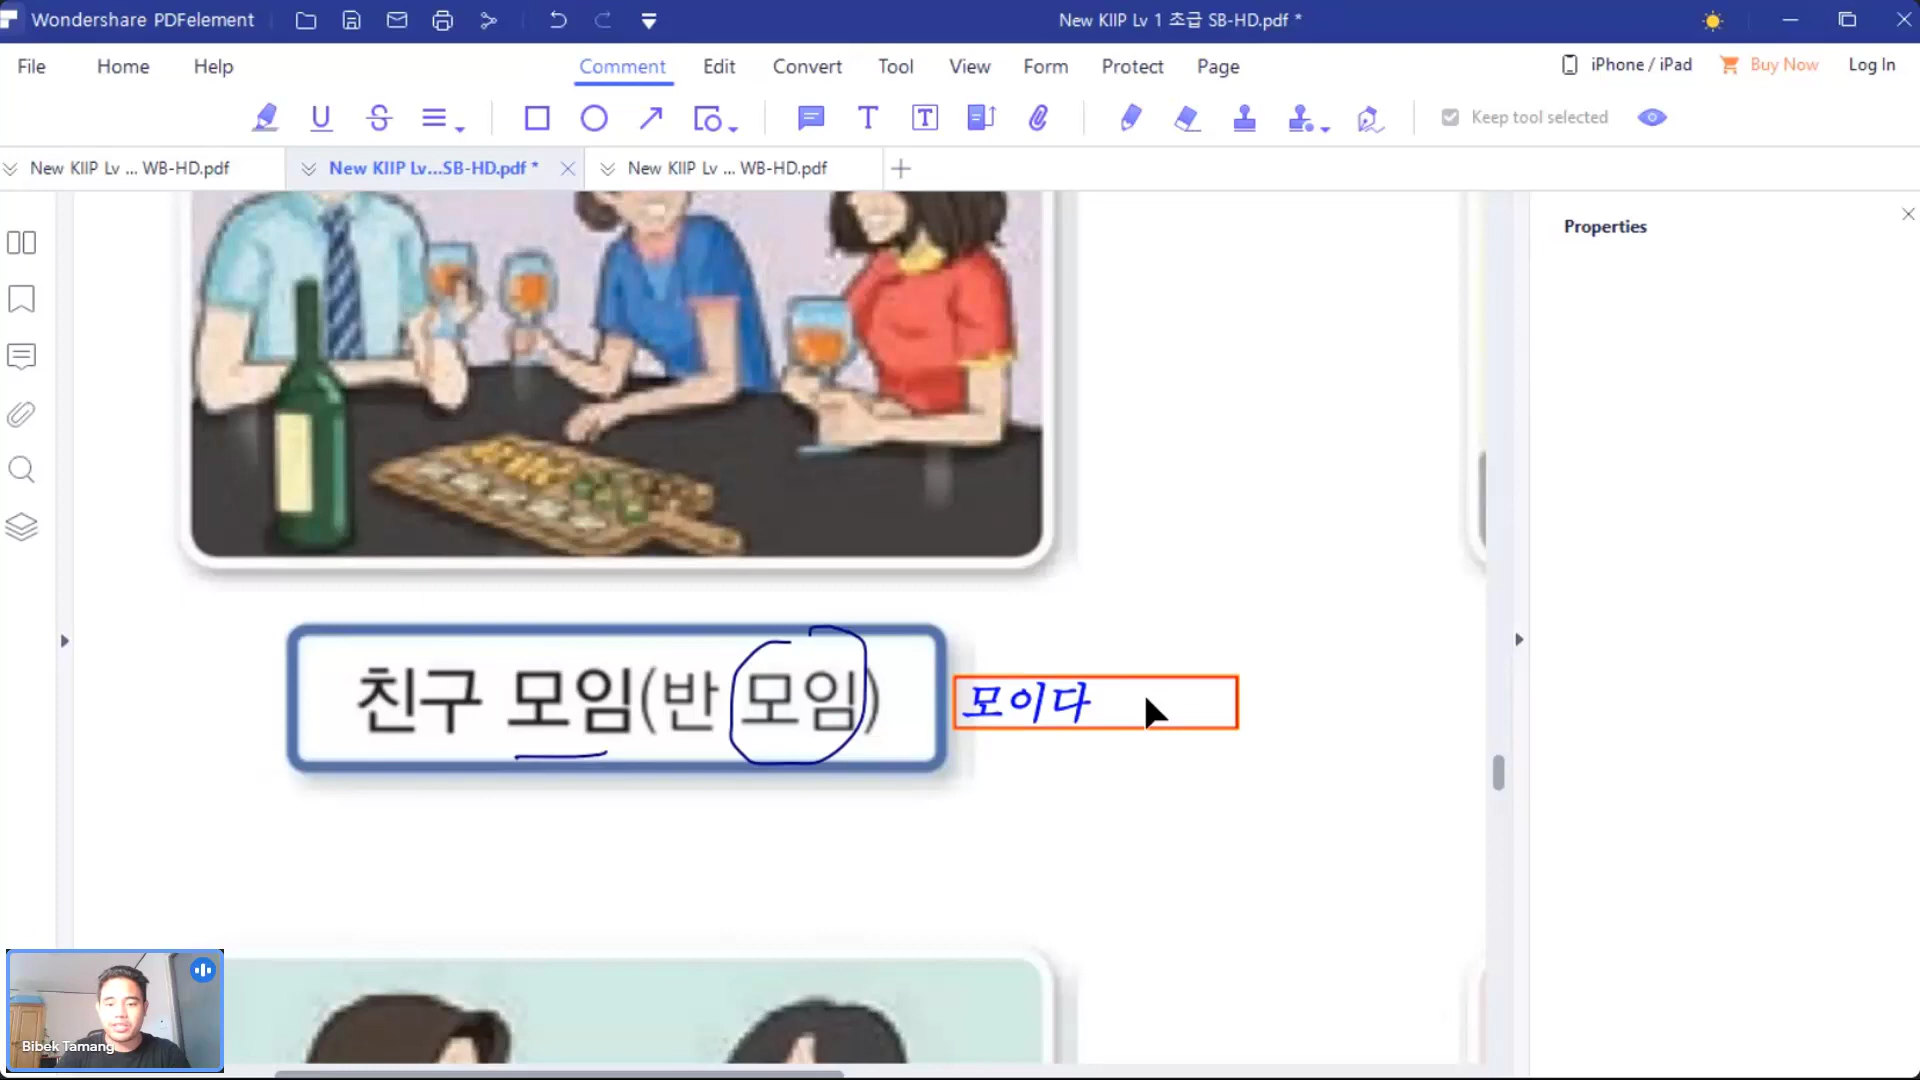 Wondershare PDFelement
New KIIP Lv 1 초급 SB-HD.pdf *
File Home Help Comment Edit Convert Tool View Form Protect Page iPhone / iPad Buy Now Log In
Keep tool selected
New KIIP Lv ... WB-HD.pdf New KIIP Lv...SB-HD.pdf * New KIIP Lv ... WB-HD.pdf
Properties
친구 모임(반 모임)
모이다
Bibek Tamang